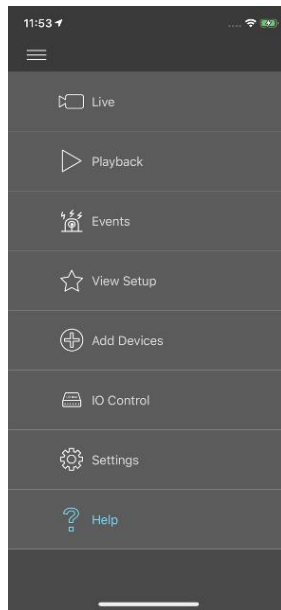 11:53
Live
Playback
Events
View Setup
Add Devices
IO Control
Settings
Help